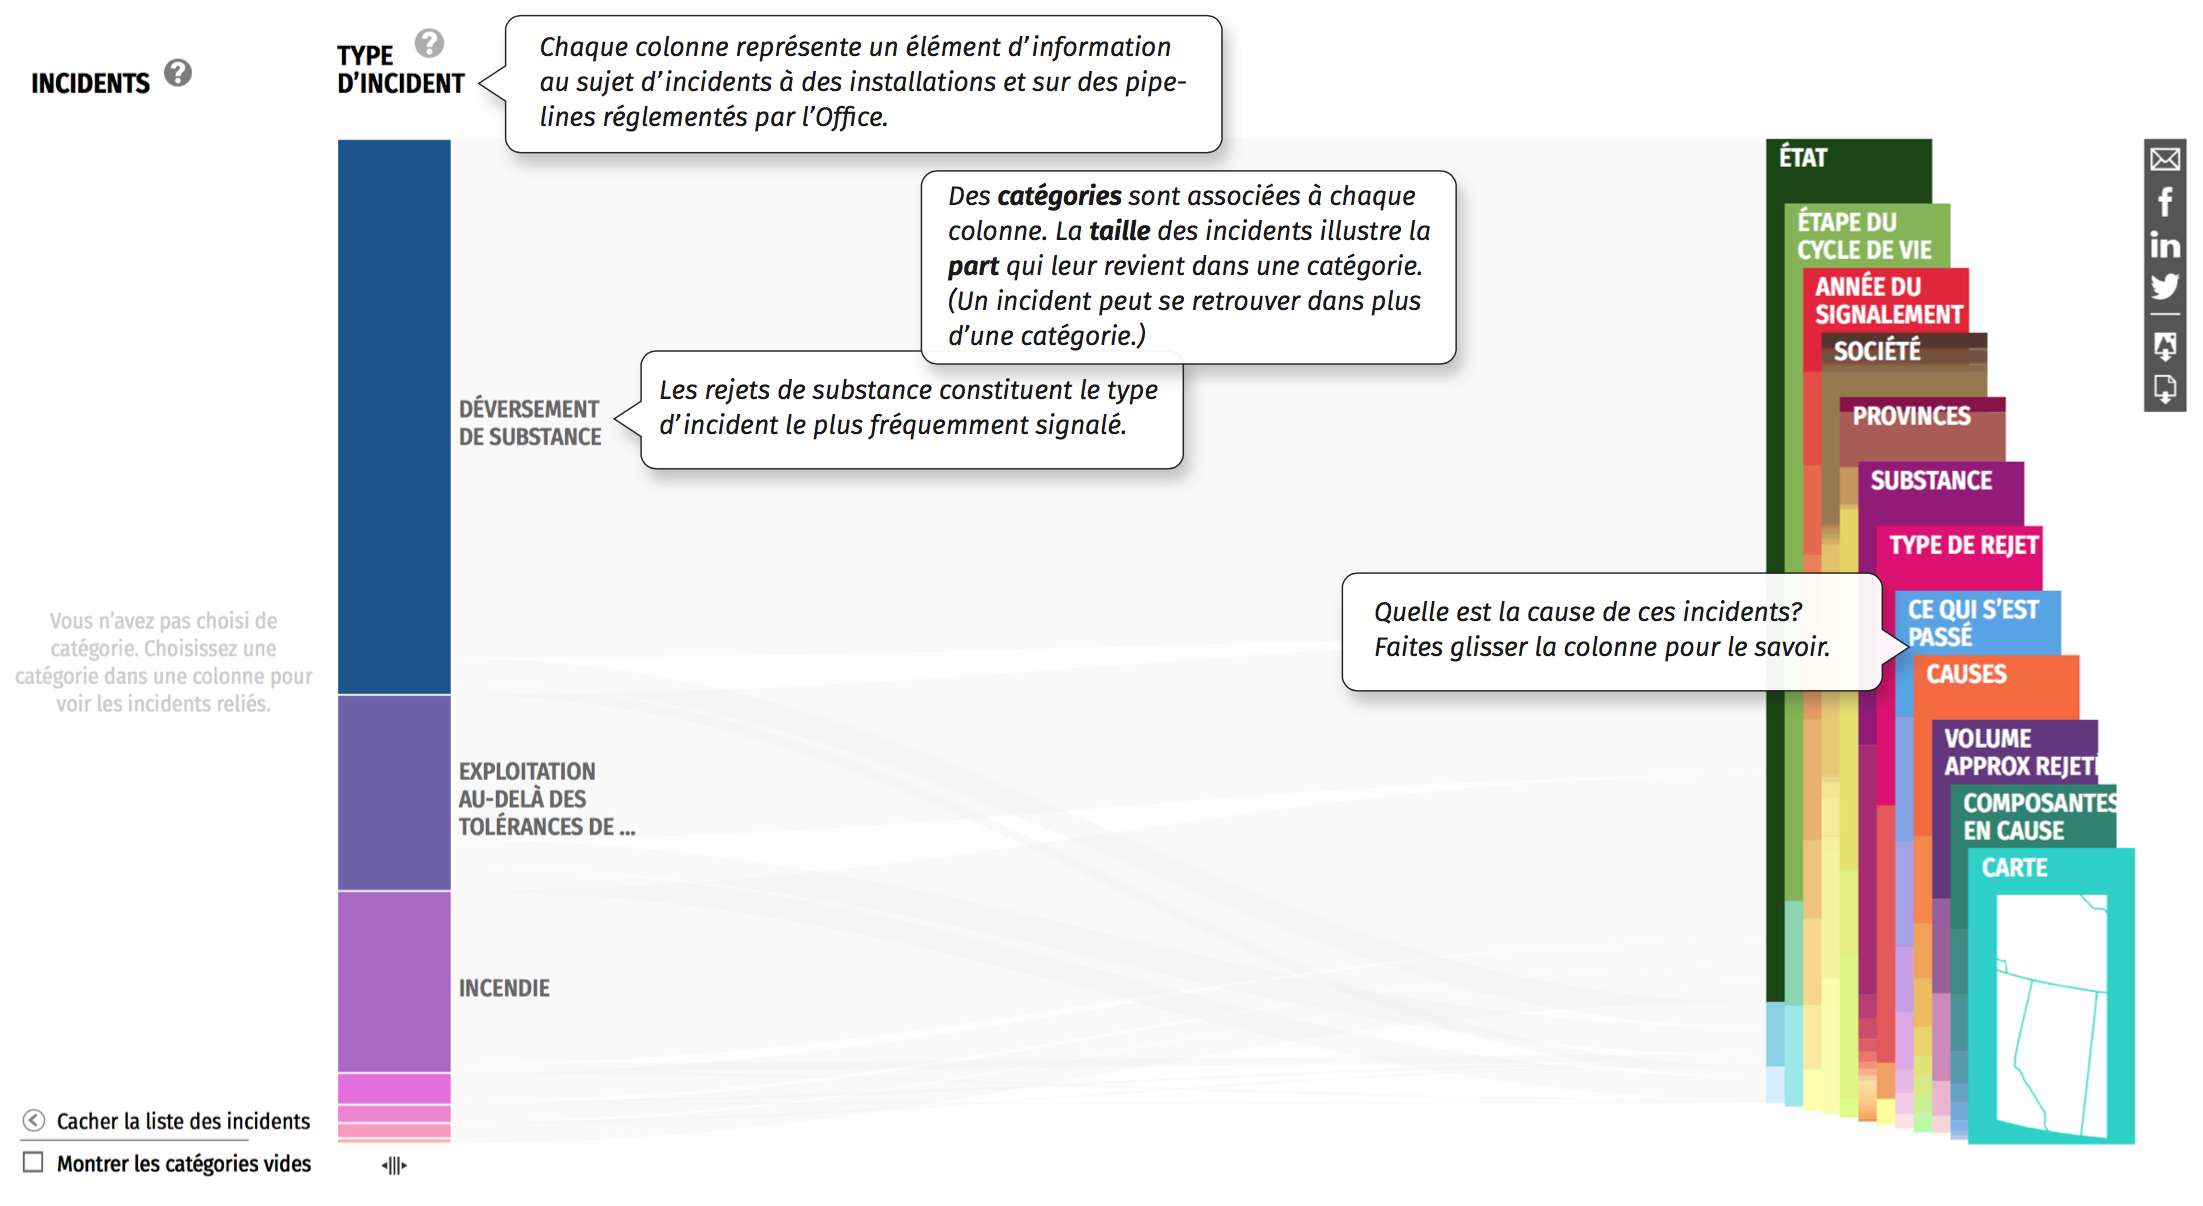 INCIDENTS ?
TYPE ?
D'INCIDENT
Chaque colonne représente un élément d'information
au sujet d'incidents à des installations et sur des pipe-
lines réglementés par l'Office.
Des catégories sont associées à chaque
colonne. La taille des incidents illustre la
part qui leur revient dans une catégorie.
(Un incident peut se retrouver dans plus
d'une catégorie.)
DÉVERSEMENT
DE SUBSTANCE
Les rejets de substance constituent le type
d'incident le plus fréquemment signalé.
Vous n'avez pas choisi de
catégorie. Choisissez une
catégorie dans une colonne pour
voir les incidents reliés.
EXPLOITATION
AU-DELÀ DES
TOLÉRANCES DE ...
INCENDIE
Quelle est la cause de ces incidents?
Faites glisser la colonne pour le savoir.
ÉTAT
ÉTAPE DU
CYCLE DE VIE
ANNÉE DU
SIGNALEMENT
SOCIÉTÉ
PROVINCES
SUBSTANCE
TYPE DE REJET
CE QUI S'EST
PASSÉ
CAUSES
VOLUME
APPROX REJETÉ
COMPOSANTES
EN CAUSE
CARTE
f
in
Cacher la liste des incidents
Montrer les catégories vides